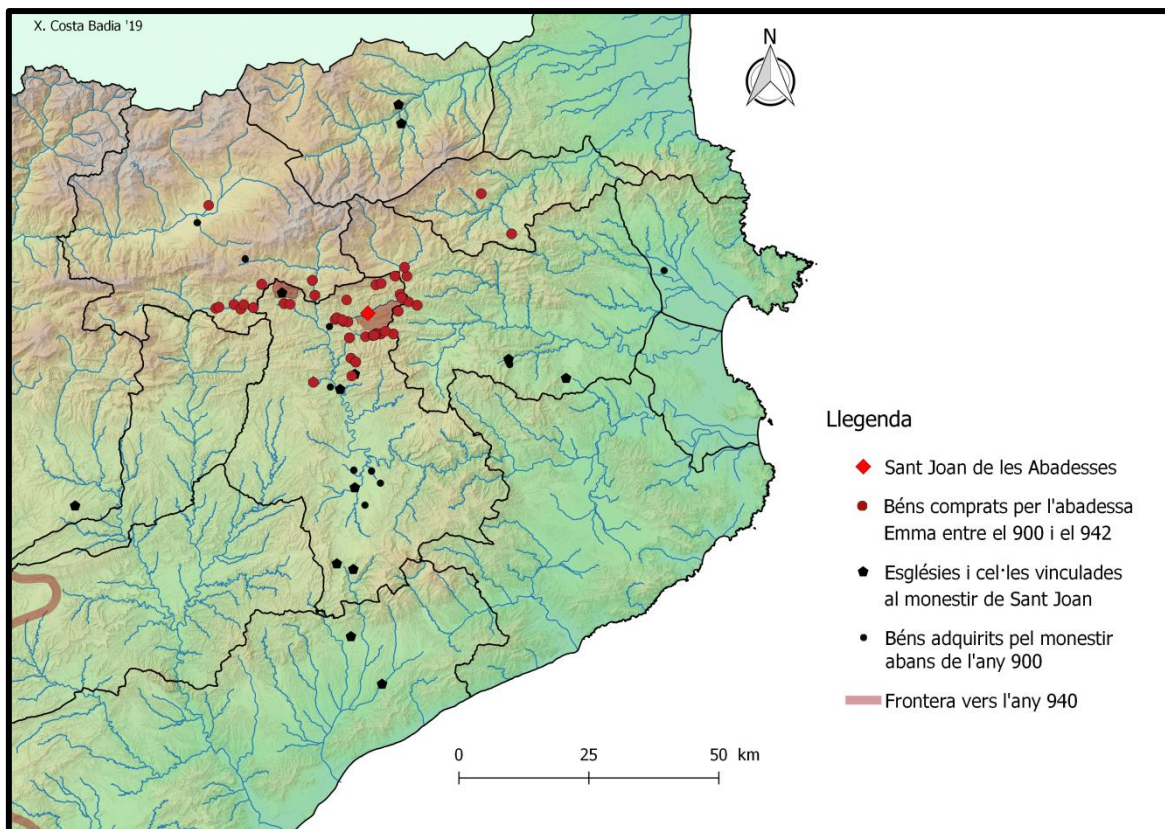 X. Costa Badia '19
N
Llegenda
Sant Joan de les Abadesses
Béns comprats per l'abadessa
Emma entre el 900 i el 942
Esglésies i cel·les vinculades
al monestir de Sant Joan
Béns adquirits pel monestir
abans de l'any 900
Frontera vers l'any 940
0 25 50 km